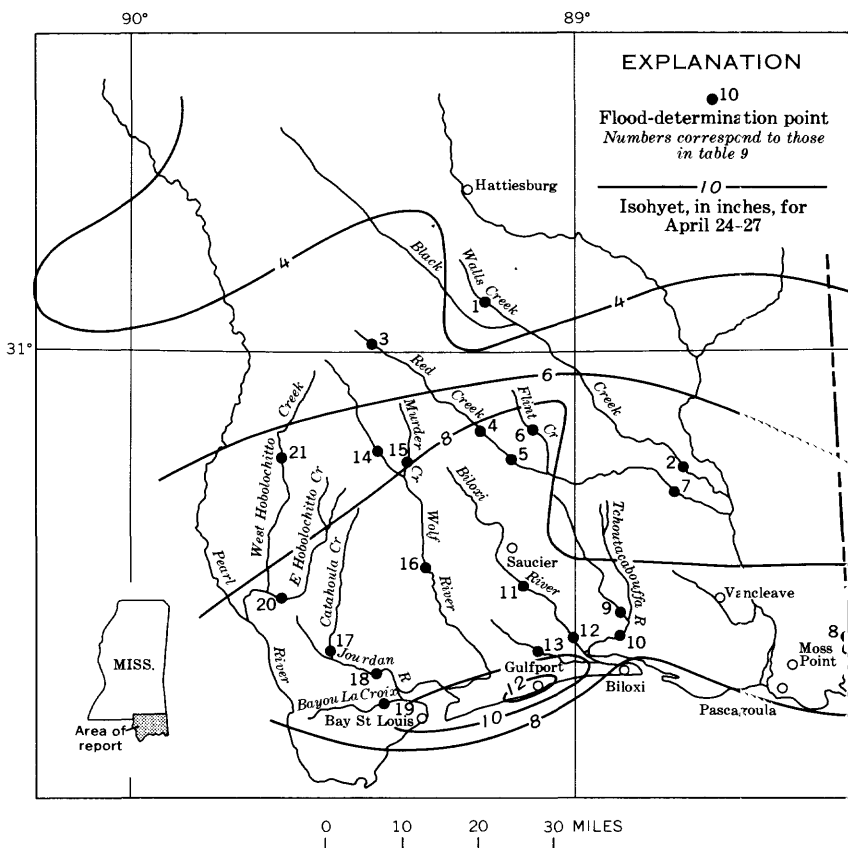 90°
89°
EXPLANATION
10
Flood-determination point
Numbers correspond to those
in table 9
10
Isohyet, in inches, for
April 24-27
Hattiesburg
4
Black
Walls Creek
1
4
31°
3
Red
6
Creek
Creek
Flint Cr
Murder Cr
8
4
6
5
Creek
West Hobolochitto
21
14
15
2
7
Biloxi
E Hobolochitto Cr
Catahoula Cr
Wolf
Tchoutacabouffa R
Saucier
Pearl
16
River
11
River
Vancleave
20
9
12
10
8
MISS.
17
Jourdan
13
Gulfport
Moss
Point
River
18
R
12
Biloxi
Bayou La Croix
19
Bay St Louis
10
8
Pascagoula
Area of
report
0 10 20 30 MILES